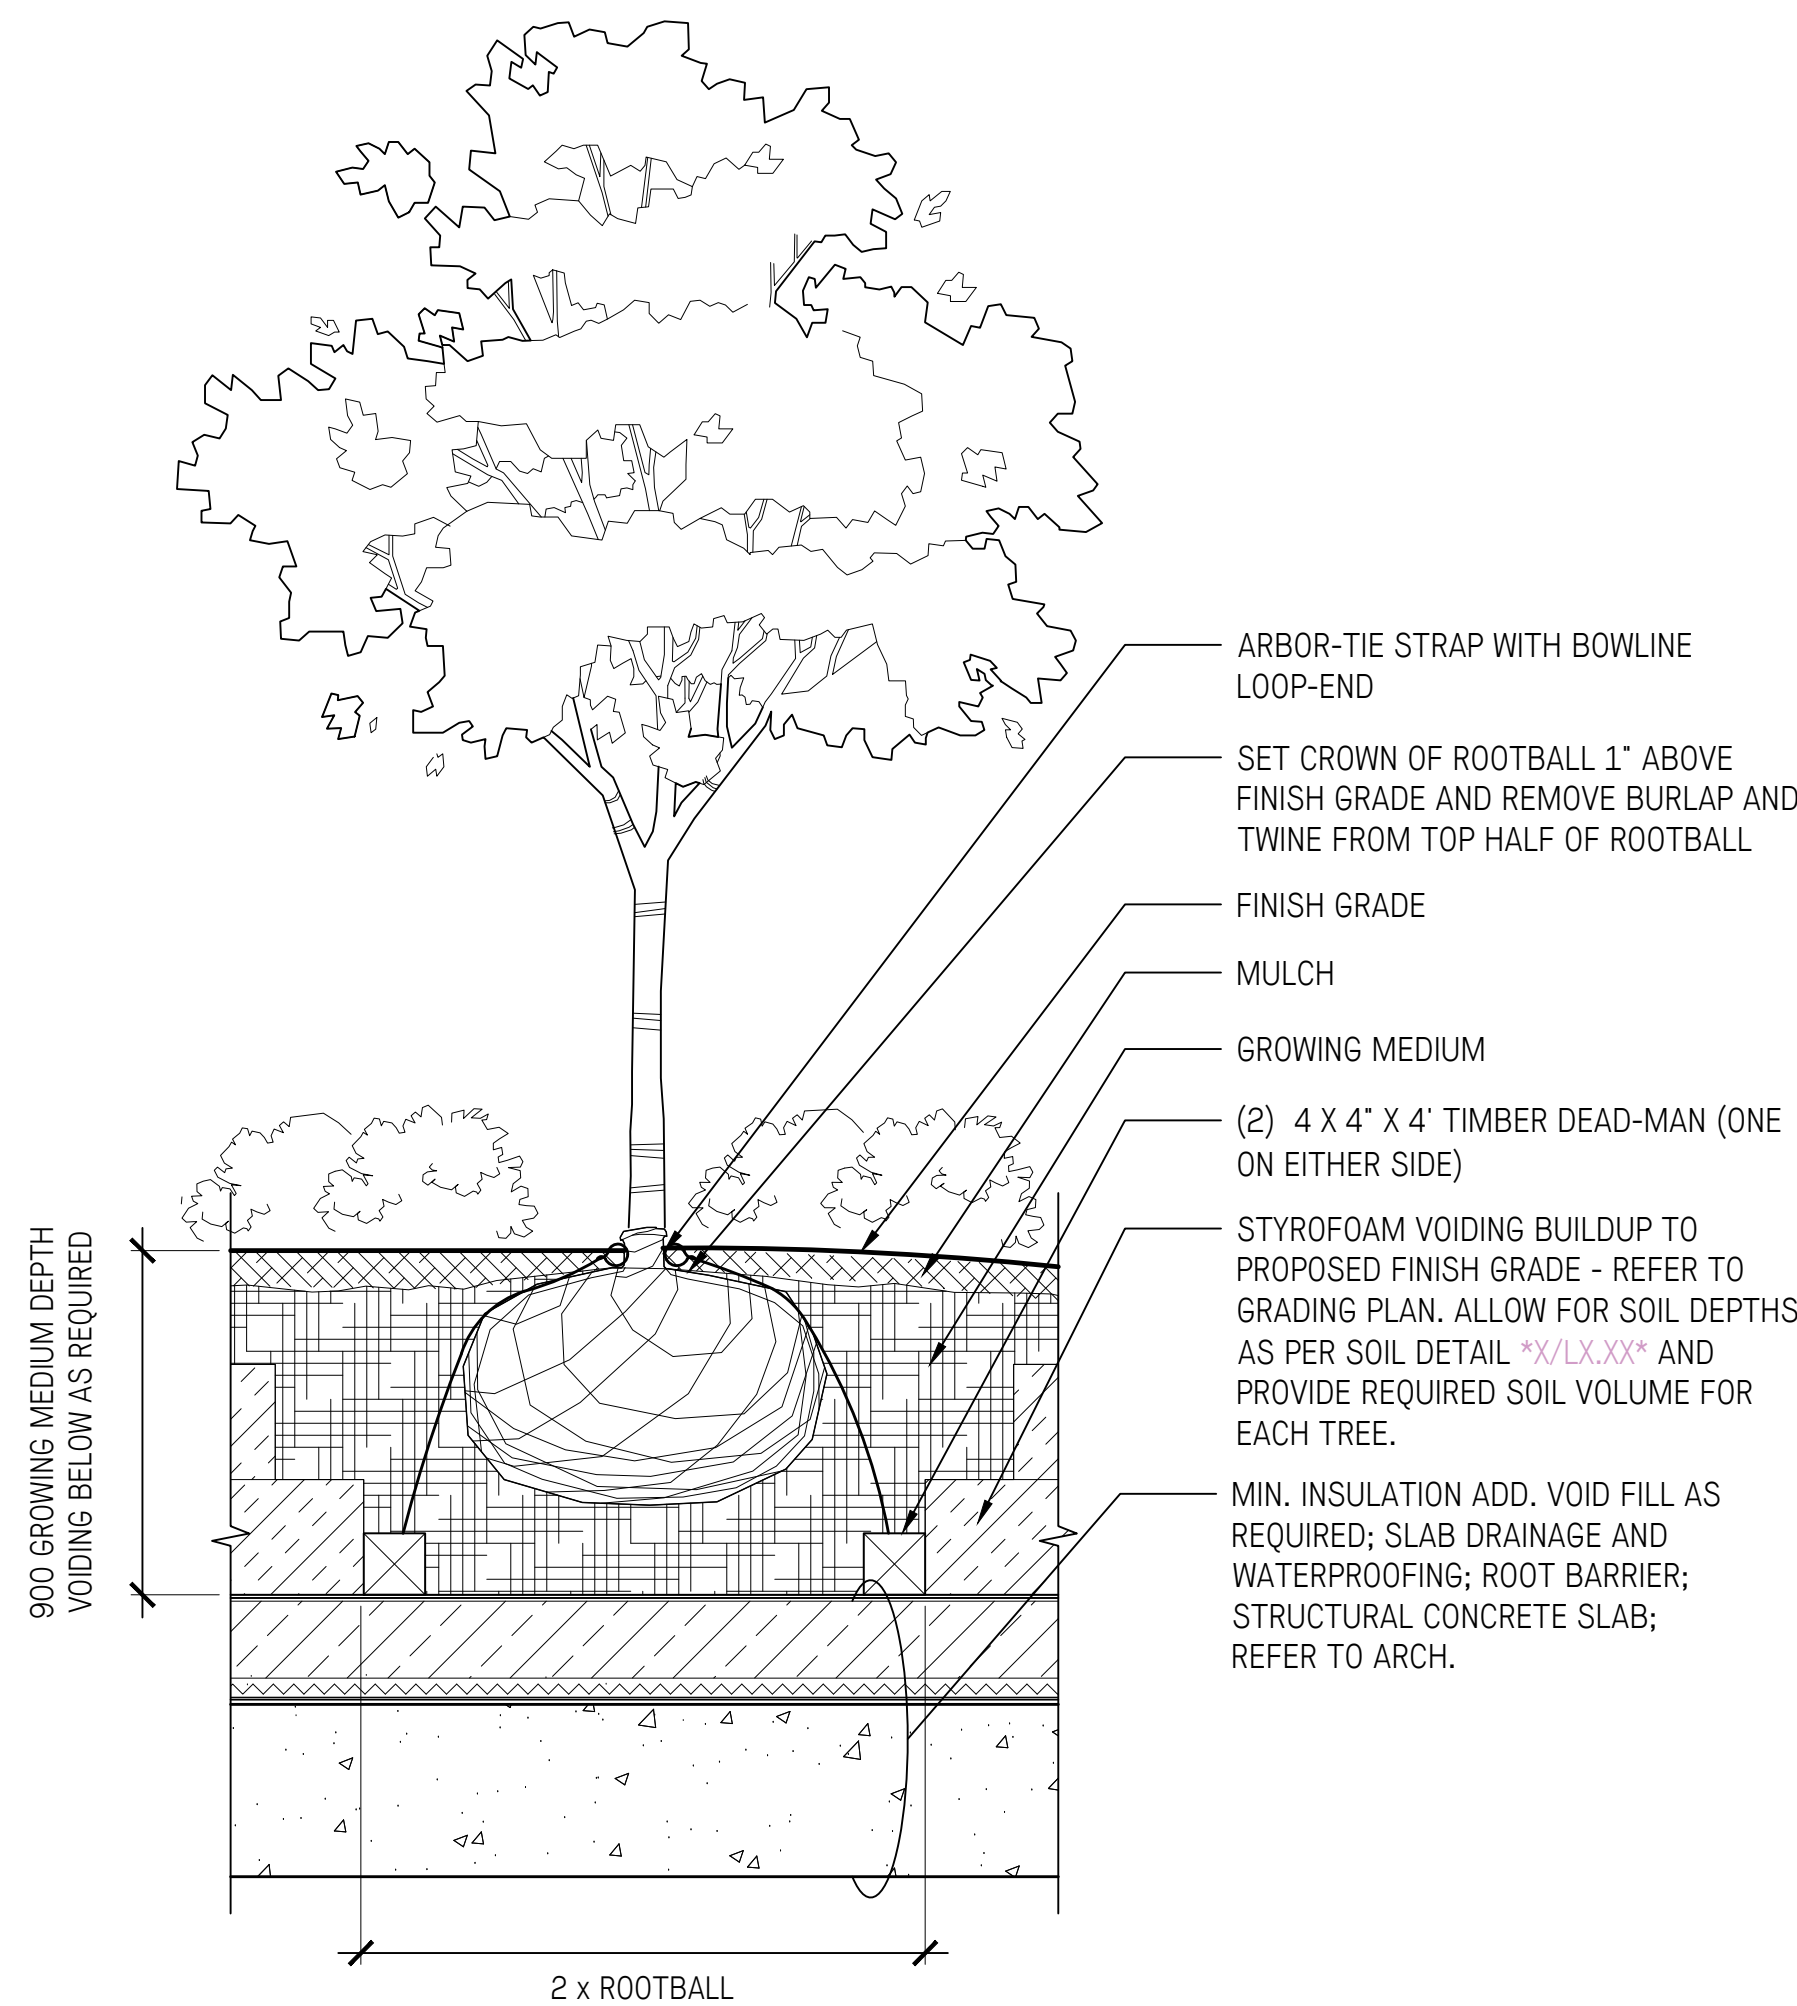 ARBOR-TIE STRAP WITH BOWLINE
LOOP-END
SET CROWN OF ROOTBALL 1" ABOVE
FINISH GRADE AND REMOVE BURLAP AND
TWINE FROM TOP HALF OF ROOTBALL
FINISH GRADE
MULCH
GROWING MEDIUM
(2) 4 X 4" X 4' TIMBER DEAD-MAN (ONE
ON EITHER SIDE)
STYROFOAM VOIDING BUILDUP TO
PROPOSED FINISH GRADE - REFER TO
GRADING PLAN. ALLOW FOR SOIL DEPTHS
AS PER SOIL DETAIL *X/LX.XX* AND
PROVIDE REQUIRED SOIL VOLUME FOR
EACH TREE.
MIN. INSULATION ADD. VOID FILL AS
REQUIRED; SLAB DRAINAGE AND
WATERPROOFING; ROOT BARRIER;
STRUCTURAL CONCRETE SLAB;
REFER TO ARCH.
900 GROWING MEDIUM DEPTH
VOIDING BELOW AS REQUIRED
2 x ROOTBALL